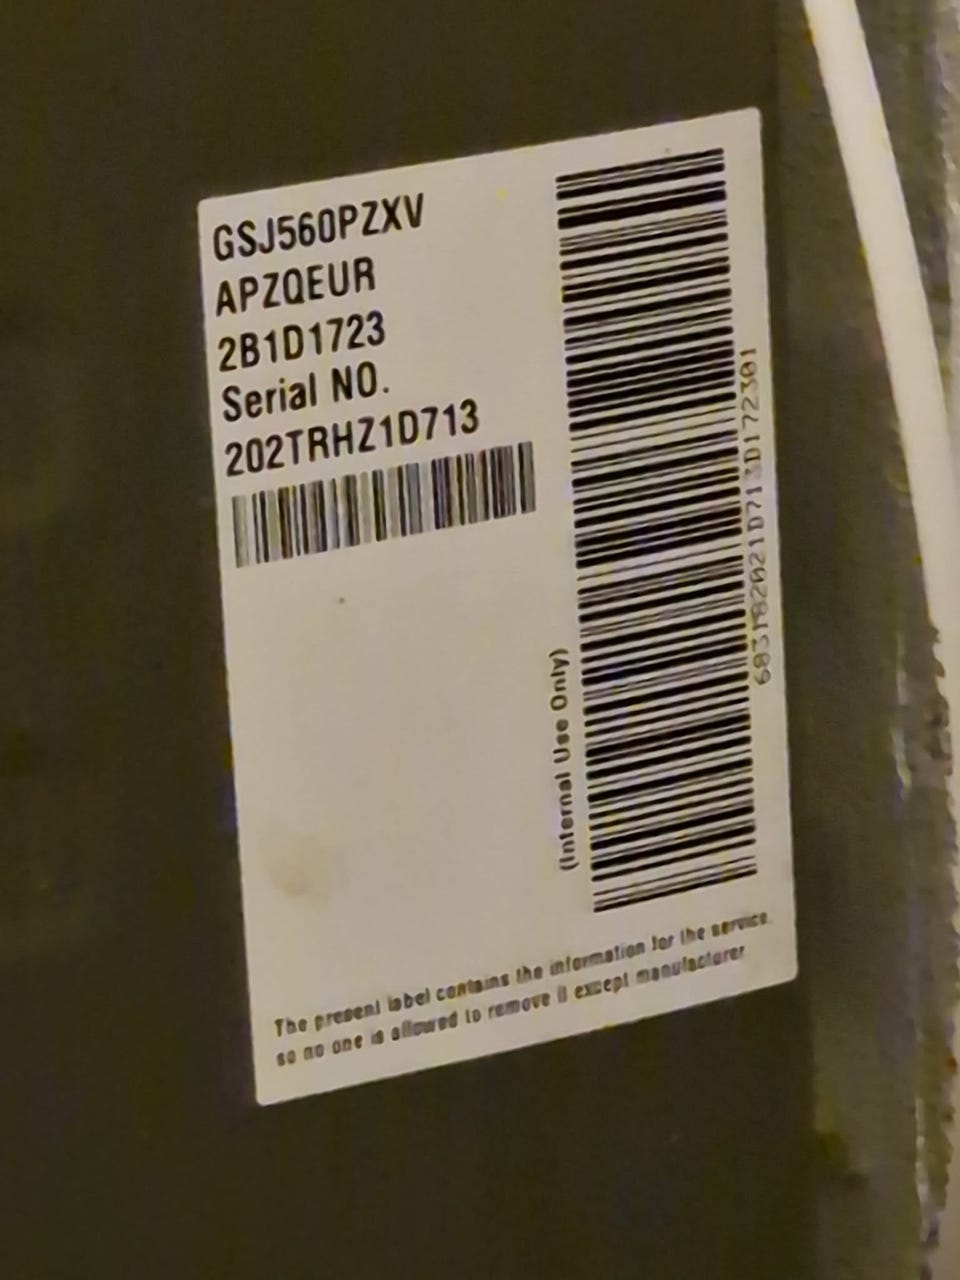 GSJ560PZXV
APZQEUR
2B1D1723
Serial NO.
202TRHZ1D713
(Internal Use Only)
683182021D713D172301
The present label contains the information for the service.
so no one is allowed to remove it except manufacturer